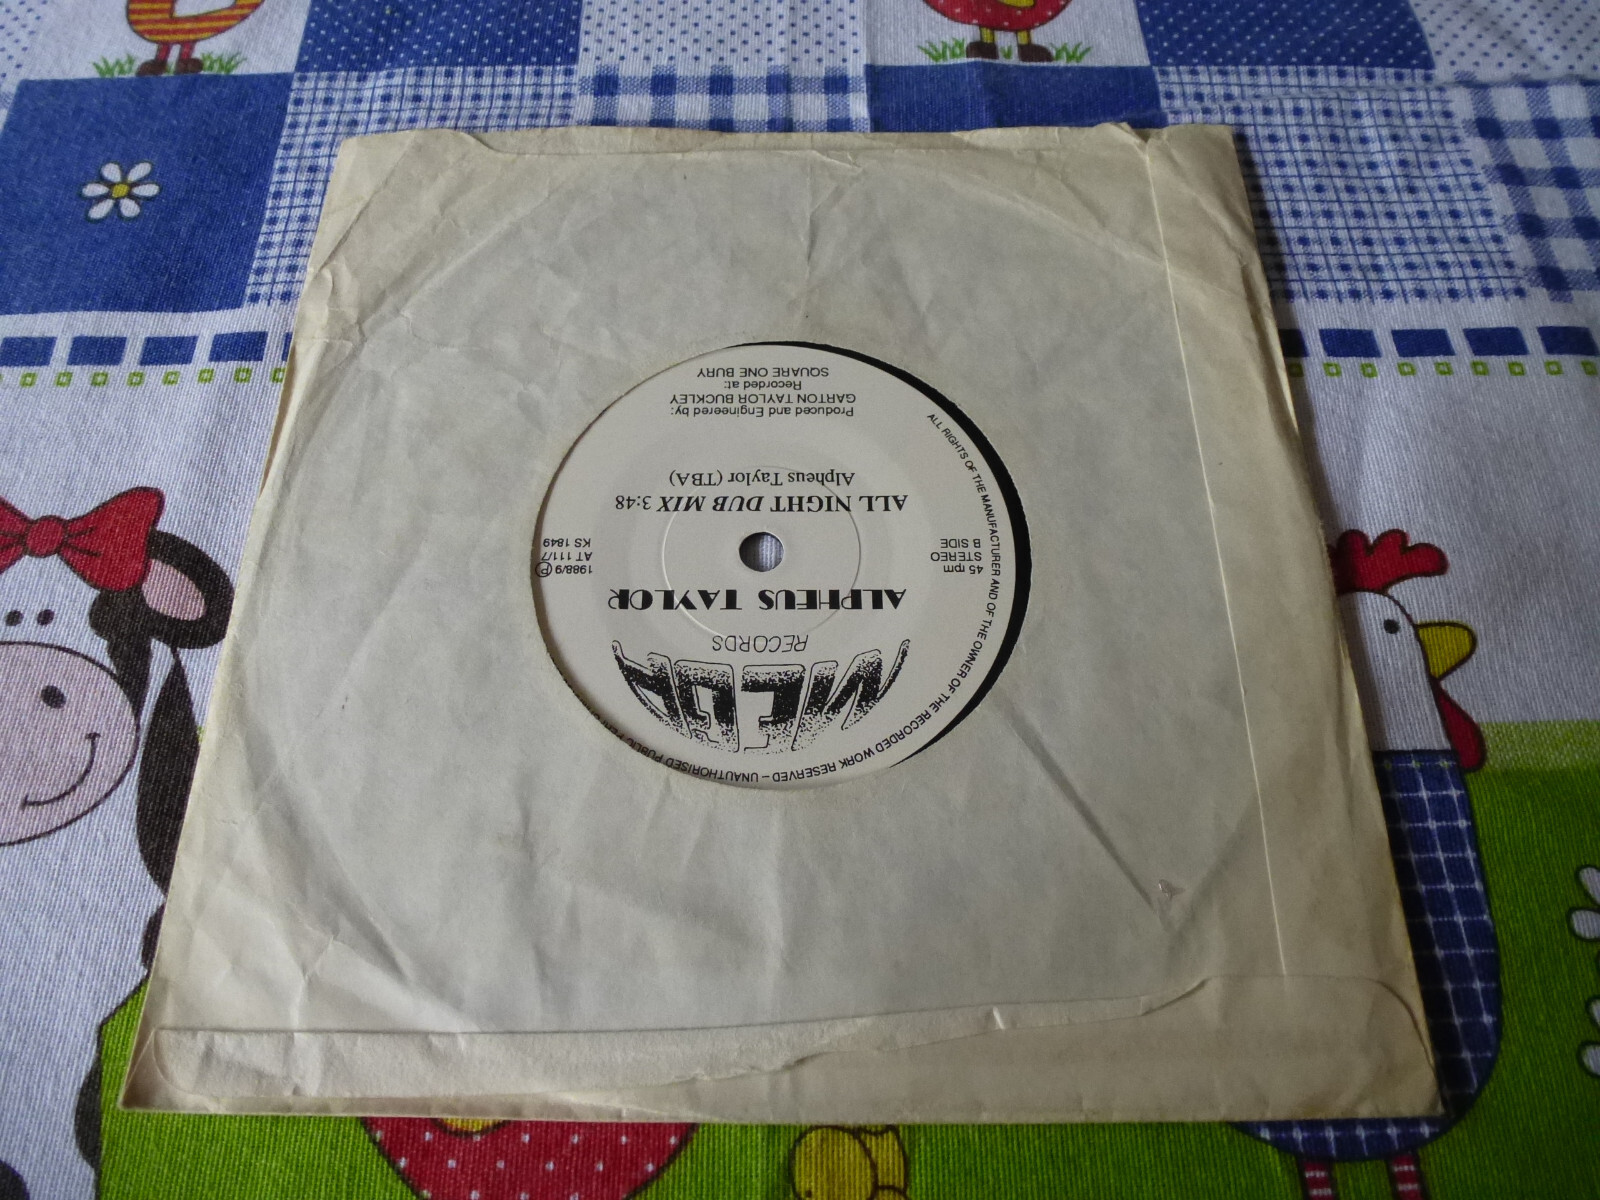 MEGA
RECORDS
ALPHEUS TAYLOR
45 rpm
STEREO
B SIDE
1988/9 Ⓟ
AT 111/7
KS 1849
ALL NIGHT DUB MIX 3:48
Alpheus Taylor (TBA)
Produced and Engineered by:
GARTON TAYLOR BUCKLEY
Recorded at:
SQUARE ONE BURY
ALL RIGHTS OF THE MANUFACTURER AND OF THE OWNER OF THE RECORDED WORK RESERVED – UNAUTHORISED PUBLIC